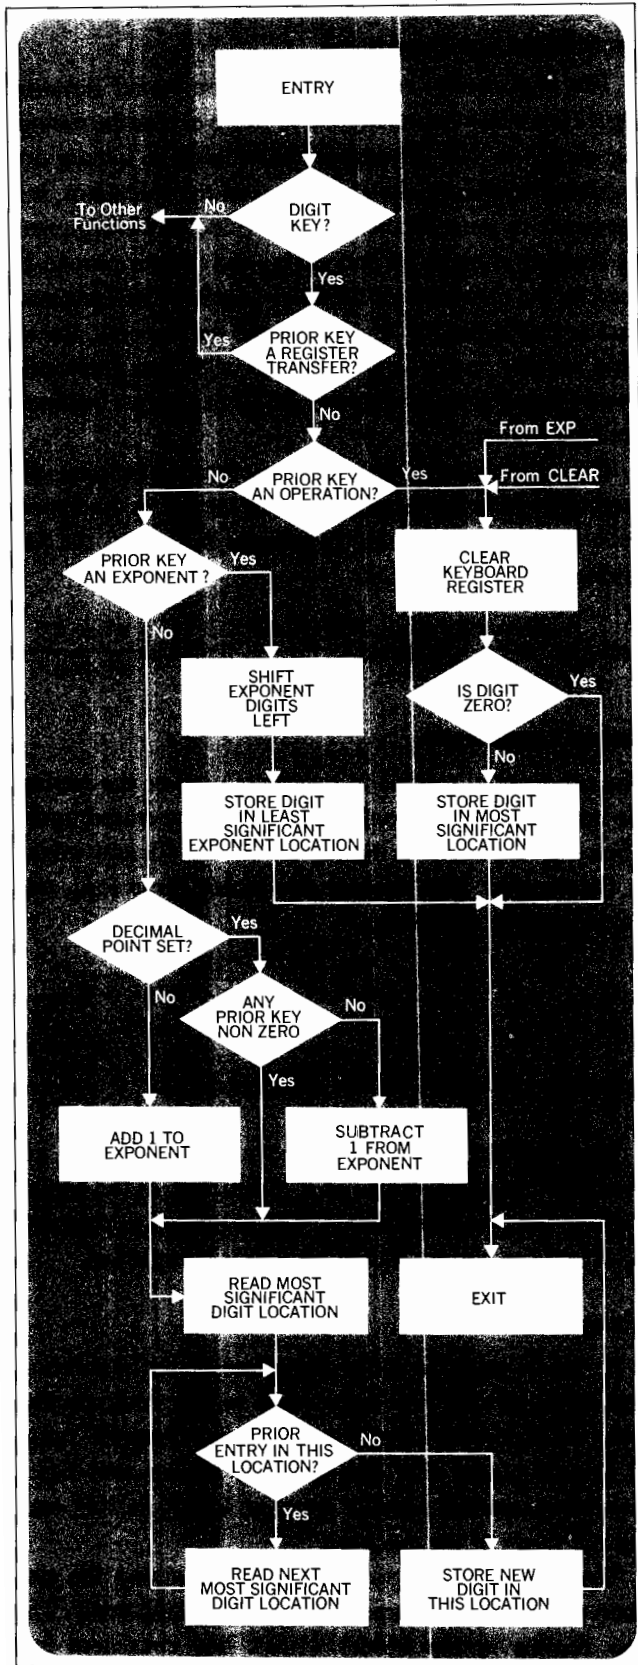 ENTRY
DIGIT
KEY?
No
To Other
Functions
Yes
PRIOR KEY
A REGISTER
TRANSFER?
Yes
No
From EXP
PRIOR KEY
AN OPERATION?
No
Yes
From CLEAR
PRIOR KEY
AN EXPONENT ?
Yes
No
CLEAR
KEYBOARD
REGISTER
SHIFT
EXPONENT
DIGITS
LEFT
IS DIGIT
ZERO?
Yes
No
STORE DIGIT
IN LEAST
SIGNIFICANT
EXPONENT LOCATION
STORE DIGIT
IN MOST
SIGNIFICANT
LOCATION
DECIMAL
POINT SET?
Yes
No
ANY
PRIOR KEY
NON ZERO
No
Yes
ADD 1 TO
EXPONENT
SUBTRACT
1 FROM
EXPONENT
READ MOST
SIGNIFICANT
DIGIT LOCATION
EXIT
PRIOR
ENTRY IN THIS
LOCATION?
No
Yes
READ NEXT
MOST SIGNIFICANT
DIGIT LOCATION
STORE NEW
DIGIT IN
THIS LOCATION